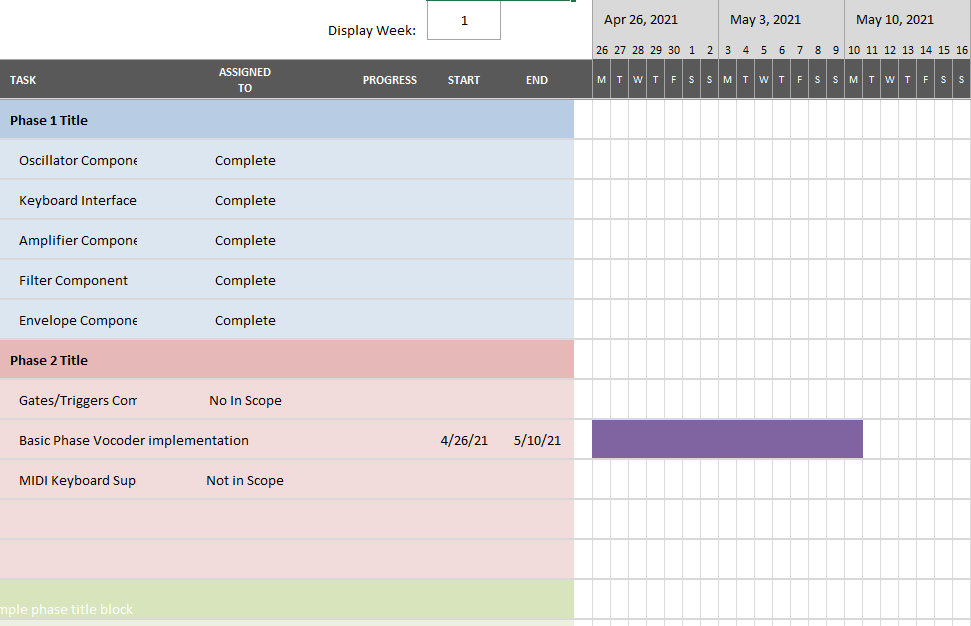 Display Week: 1
Apr 26, 2021 May 3, 2021 May 10, 2021
26 27 28 29 30 1 2 3 4 5 6 7 8 9 10 11 12 13 14 15 16
TASK ASSIGNED TO PROGRESS START END M T W T F S S M T W T F S S M T W T F S S
Phase 1 Title
Oscillator Compone Complete
Keyboard Interface Complete
Amplifier Compone Complete
Filter Component Complete
Envelope Compone Complete
Phase 2 Title
Gates/Triggers Com No In Scope
Basic Phase Vocoder implementation 4/26/21 5/10/21
MIDI Keyboard Sup Not in Scope
mple phase title block